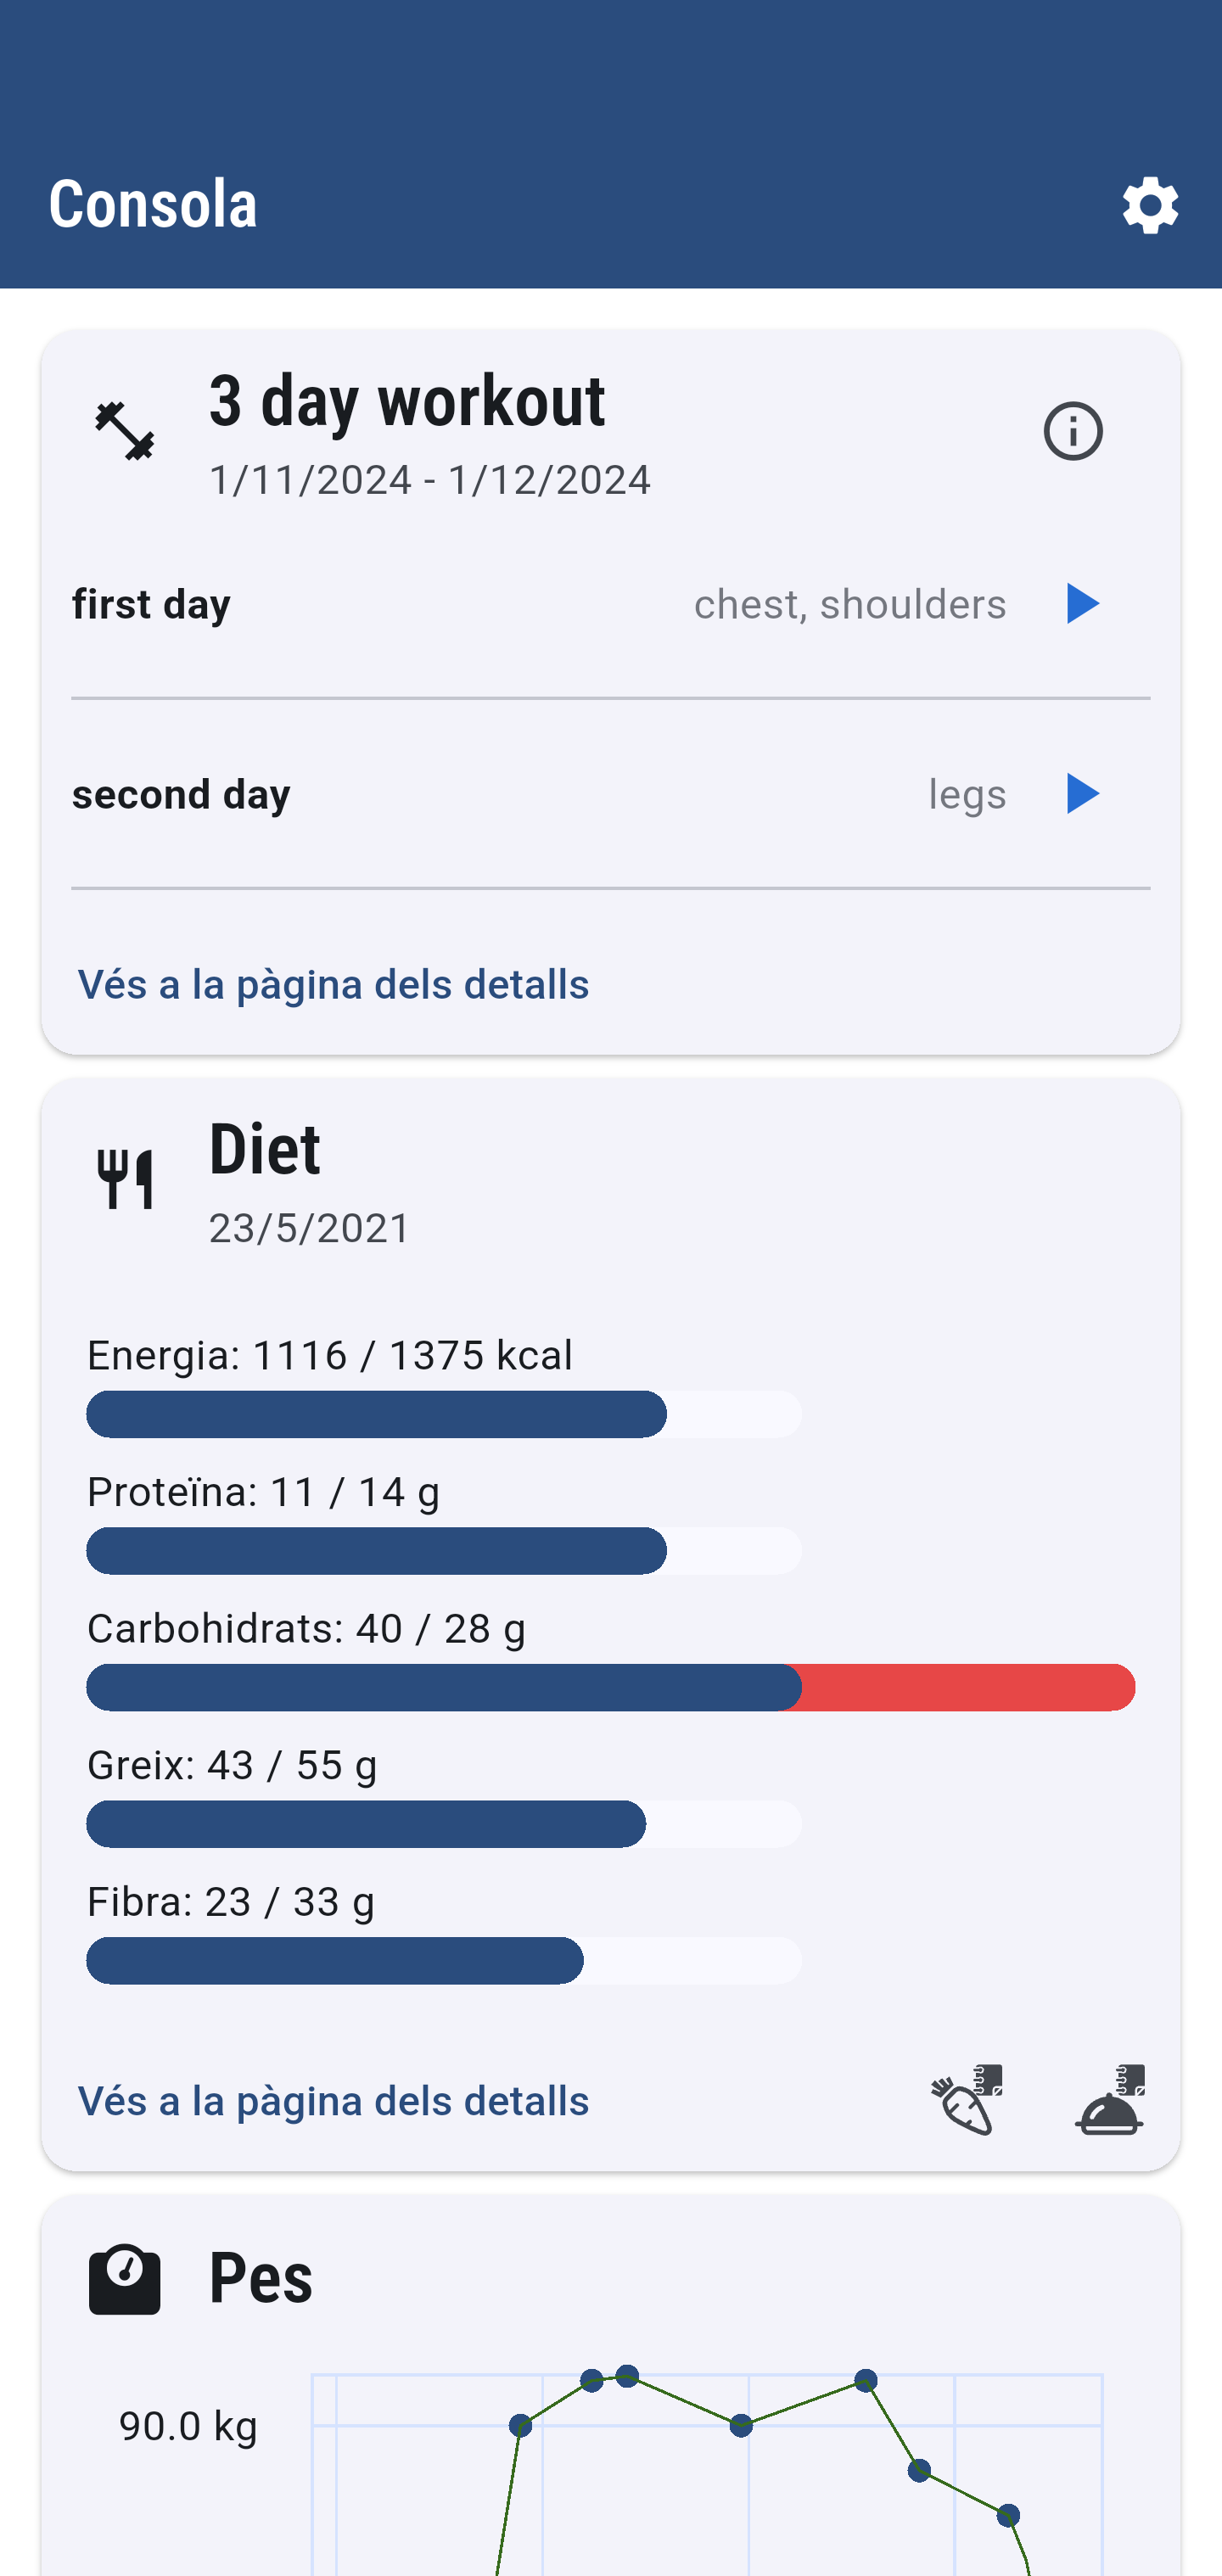 Consola
3 day workout
1/11/2024 - 1/12/2024
first day chest, shoulders
second day legs
Vés a la pàgina dels detalls
Diet
23/5/2021
Energia: 1116 / 1375 kcal
Proteïna: 11 / 14 g
Carbohidrats: 40 / 28 g
Greix: 43 / 55 g
Fibra: 23 / 33 g
Vés a la pàgina dels detalls
Pes
90.0 kg